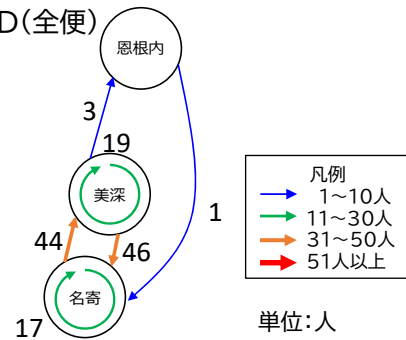 D(全便)
恩根内
3
19
美深
1
44
46
名寄
17
凡例
1~10人
11~30人
31~50人
51人以上
単位:人